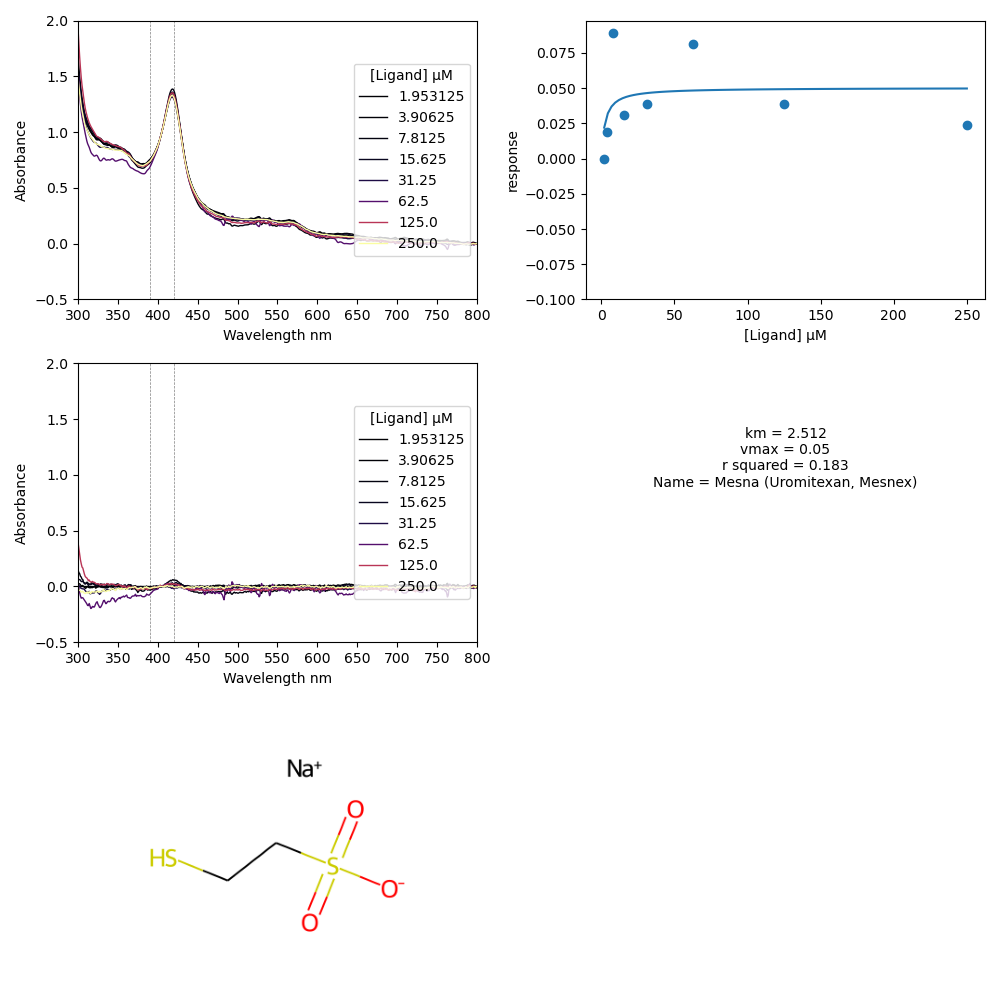 2.0
1.5
1.0
0.5
0.0
−0.5
Absorbance
300 350 400 450 500 550 600 650 700 750 800
Wavelength nm
[Ligand] µM
1.953125
3.90625
7.8125
15.625
31.25
62.5
125.0
250.0
0.075
0.050
0.025
0.000
−0.025
−0.050
−0.075
−0.100
response
0 50 100 150 200 250
[Ligand] µM
2.0
1.5
1.0
0.5
0.0
−0.5
Absorbance
300 350 400 450 500 550 600 650 700 750 800
Wavelength nm
[Ligand] µM
1.953125
3.90625
7.8125
15.625
31.25
62.5
125.0
250.0
km = 2.512
vmax = 0.05
r squared = 0.183
Name = Mesna (Uromitexan, Mesnex)
Na⁺
O
HS
S
O⁻
O